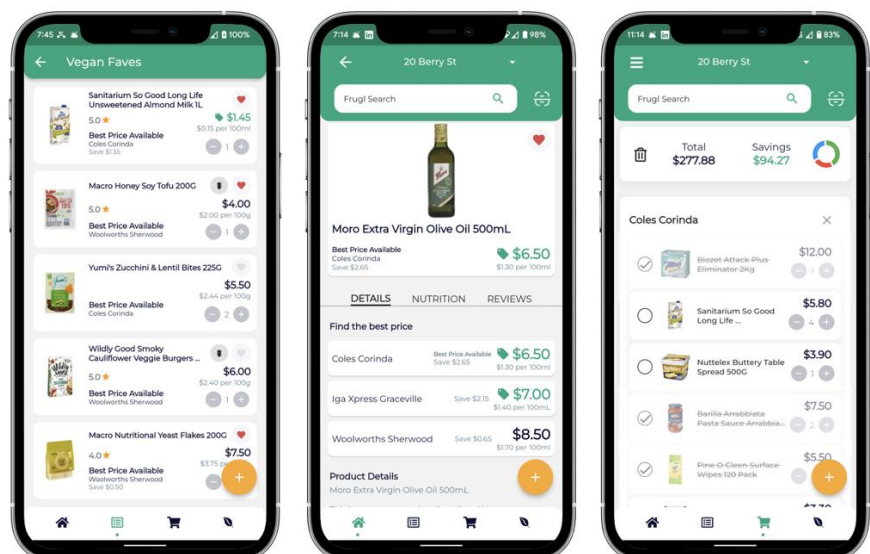 7:45
100%
Vegan Faves
Sanitarium So Good Long Life
Unsweetened Almond Milk 1L
5.0
$1.45
$0.15 per 100ml
Best Price Available
Coles Corinda
Save $1.55
1
Macro Honey Soy Tofu 200G
5.0
$4.00
$2.00 per 100g
Best Price Available
Woolworths Sherwood
1
Yumi's Zucchini & Lentil Bites 225G
$5.50
$2.44 per 100g
Best Price Available
Coles Corinda
2
Wildly Good Smoky
Cauliflower Veggie Burgers ...
5.0
$6.00
$2.40 per 100g
Best Price Available
Woolworths Sherwood
1
Macro Nutritional Yeast Flakes 200G
4.0
$7.50
$3.75 p
Best Price Available
Woolworths Sherwood
Save $0.50
7:14
in
98%
20 Berry St
Frugl Search
Moro Extra Virgin Olive Oil 500mL
Best Price Available
Coles Corinda
Save $2.65
$6.50
$1.30 per 100ml
DETAILS
NUTRITION
REVIEWS
Find the best price
Coles Corinda
Best Price Available
Save $2.65
$6.50
$1.30 per 100ml
Iga Xpress Graceville
Save $2.15
$7.00
$1.40 per 100mL
Woolworths Sherwood
Save $0.65
$8.50
$1.70 per 100mL
Product Details
Moro Extra Virgin Olive Oil 500mL
11:14
in
83%
20 Berry St
Frugl Search
Total
$277.88
Savings
$94.27
Coles Corinda
Biozet Attack Plus
Eliminator 2Kg
$12.00
1
Sanitarium So Good
Long Life ...
$5.80
4
Nuttelex Buttery Table
Spread 500G
$3.90
1
Barilla Arrabbiata
Pasta Sauce Arrabbia...
$7.50
2
Pine O Cleen Surface
Wipes 120 Pack
$5.50